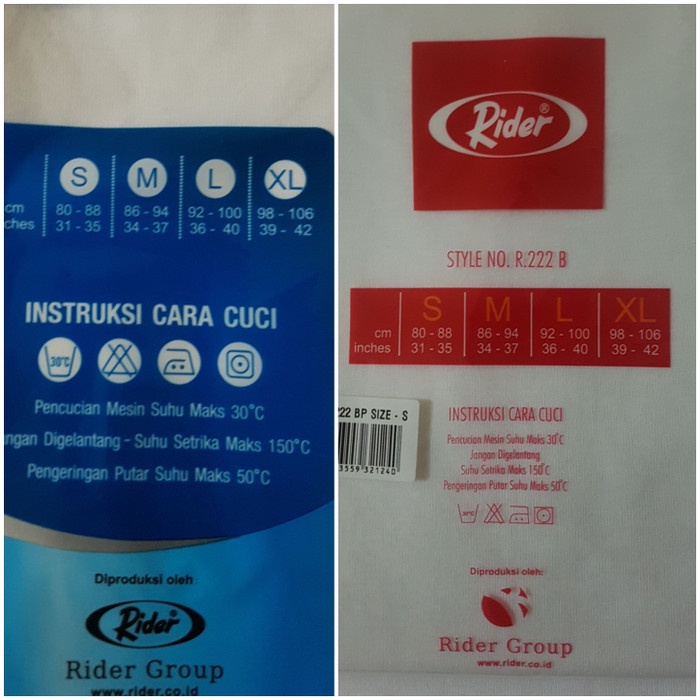 S M L XL
cm 80 - 88 86 - 94 92 - 100 98 - 106
ches 31 - 35 34 - 37 36 - 40 39 - 42
INSTRUKSI CARA CUCI
30°C
Pencucian Mesin Suhu Maks 30°C
ngan Digelantang - Suhu Setrika Maks 150°C
Pengeringan Putar Suhu Maks 50°C
Diproduksi oleh
Rider®
Rider Group
www.rider.co.id
Rider®
STYLE NO. R.222 B
S M L XL
cm 80 - 88 86 - 94 92 - 100 98 - 106
inches 31 - 35 34 - 37 36 - 40 39 - 42
222 BP SIZE - S
3559 321240
INSTRUKSI CARA CUCI
Pencucian Mesin Suhu Maks 30°C
Jangan Digelantang
Suhu Setrika Maks 150°C
Pengeringan Putar Suhu Maks 50°C
30°C
Diproduksi oleh:
Rider Group
www.rider.co.id